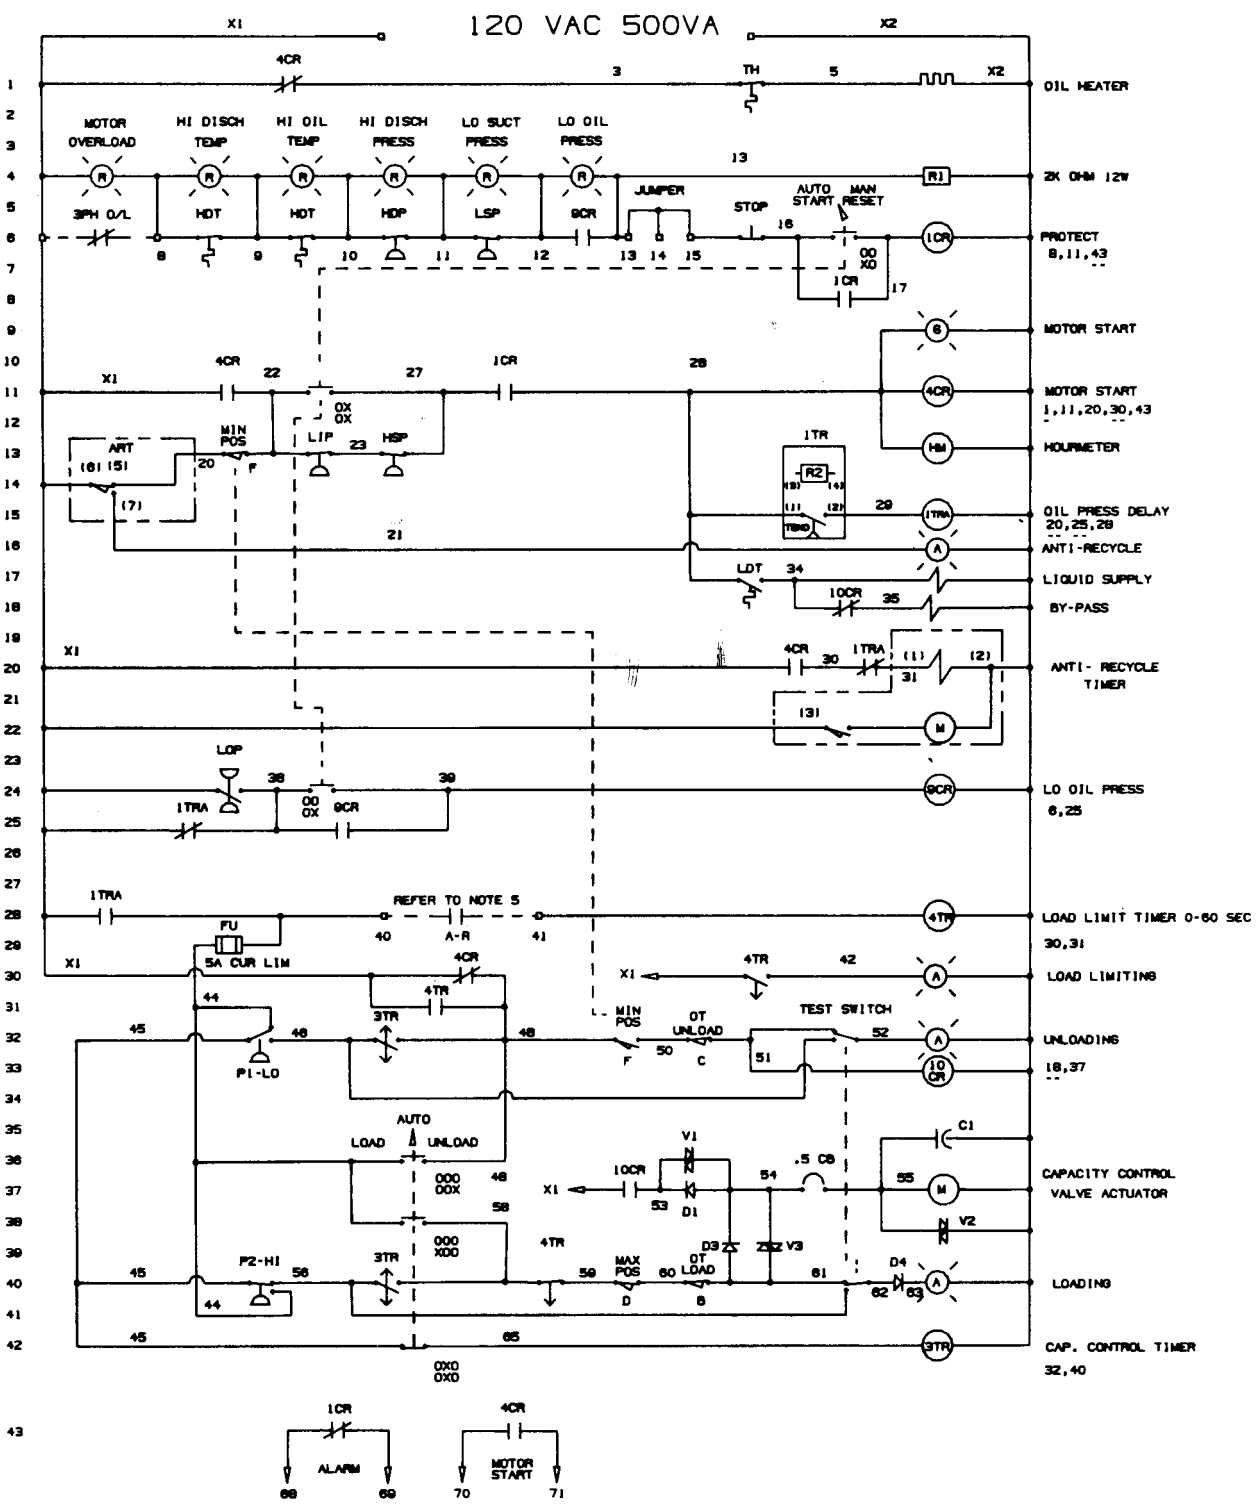 X1 120 VAC 500VA X2
4CR 3 TH 5 X2
1 OIL HEATER
2
MOTOR HI DISCH HI OIL HI DISCH LO SUCT LO OIL
3 OVERLOAD TEMP TEMP PRESS PRESS PRESS
13
4 R R R R R R R1 2K OHM 12W
JUMPER AUTO MAN
5 STOP START RESET
3PH O/L HDT HOT HDP LSP 9CR 16
6 1CR PROTECT
8 9 10 11 12 13 14 15 OO 8,11,43
7 XO
1CR 17
8
9 6 MOTOR START
10 4CR 1CR
X1 22 27 28
11 4CR MOTOR START
OX 1,11,20,30,43
12 OX
MIN
POS LIP 23 HSP 1TR
ART
13 20 F HM HOURMETER
(6) (5) R2
14 (3) (4)
(7) (1) (2) 29
15 1TRA OIL PRESS DELAY
TEND 20,25,28
21
16 A ANTI-RECYCLE
17 LDT 34 LIQUID SUPPLY
18 10CR 35 BY-PASS
19
X1 4CR 30 1TRA (1) (2)
20 31 ANTI- RECYCLE
TIMER
21
(3)
22 M
23 LOP
38 39
24 9CR LO OIL PRESS
1TRA OO 9CR 6,25
OX
25
26
27
1TRA REFER TO NOTE 5
28 4TR LOAD LIMIT TIMER 0-60 SEC
FU 40 A-R 41
29 30,31
5A CUR LIM
X1 4CR X1 4TR 42
30 A LOAD LIMITING
44 4TR
31 MIN OT TEST SWITCH
3TR POS UNLOAD
45 46 48 52
32 A UNLOADING
F 50 C 51
33 P1-LO 10 CR 18,37
34
AUTO
35 C1
LOAD UNLOAD V1
36
OOO 48 10CR 54 .5 CB
OOX
37 X1 55 M CAPACITY CONTROL
53 D1 VALVE ACTUATOR
58 V2
38
OOO
XOO 4TR D3 V3
39 P2-HI 3TR MAX OT
POS LOAD D4
45 56 59 60 61
40 A LOADING
44 D B 62 63
41
45 65
42 3TR CAP. CONTROL TIMER
OXO 32,40
OXO
1CR 4CR
43
ALARM MOTOR
START
68 69 70 71